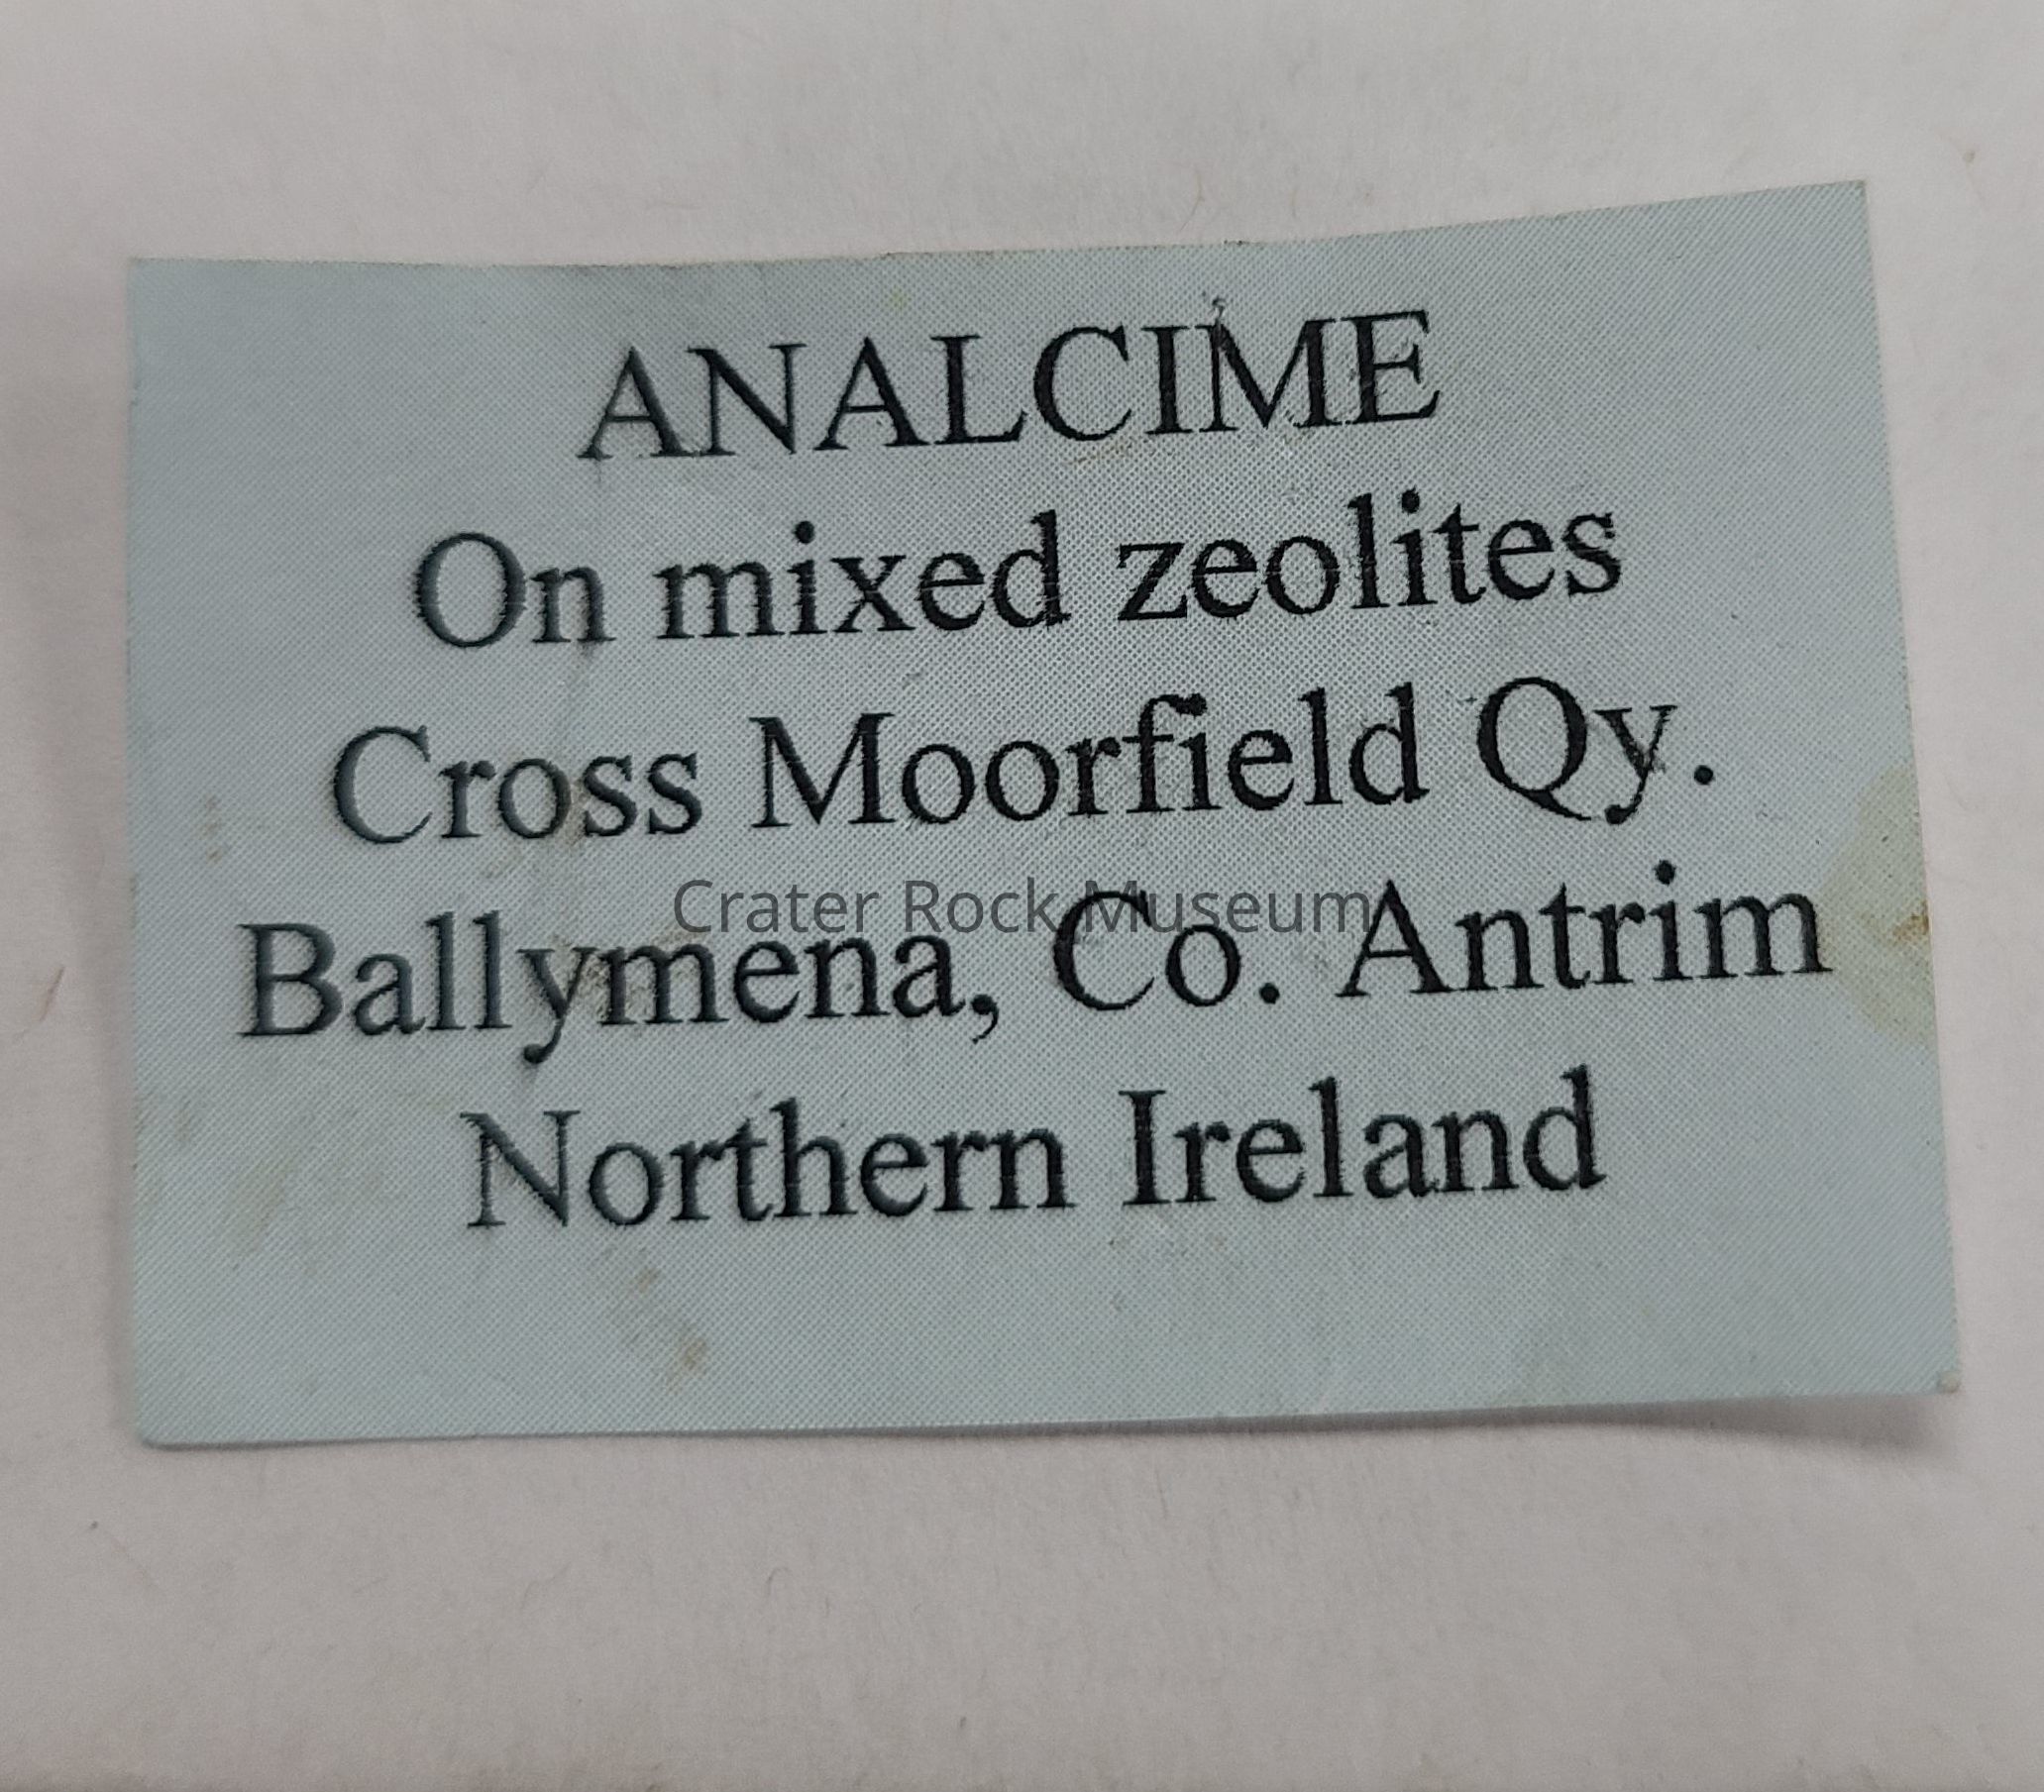 ANALCIME
On mixed zeolites
Cross Moorfield Qy.
Crater Rock Museum
Ballymena, Co. Antrim
Northern Ireland